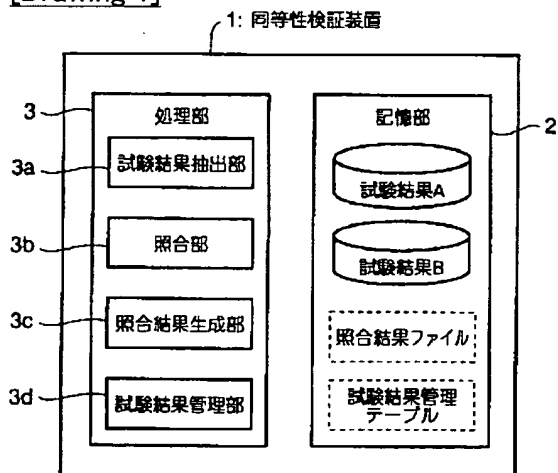 1: 同等性検証装置
3
処理部
3a
試験結果抽出部
3b
照合部
3c
照合結果生成部
3d
試験結果管理部
記憶部
2
試験結果A
試験結果B
照合結果ファイル
試験結果管理
テーブル